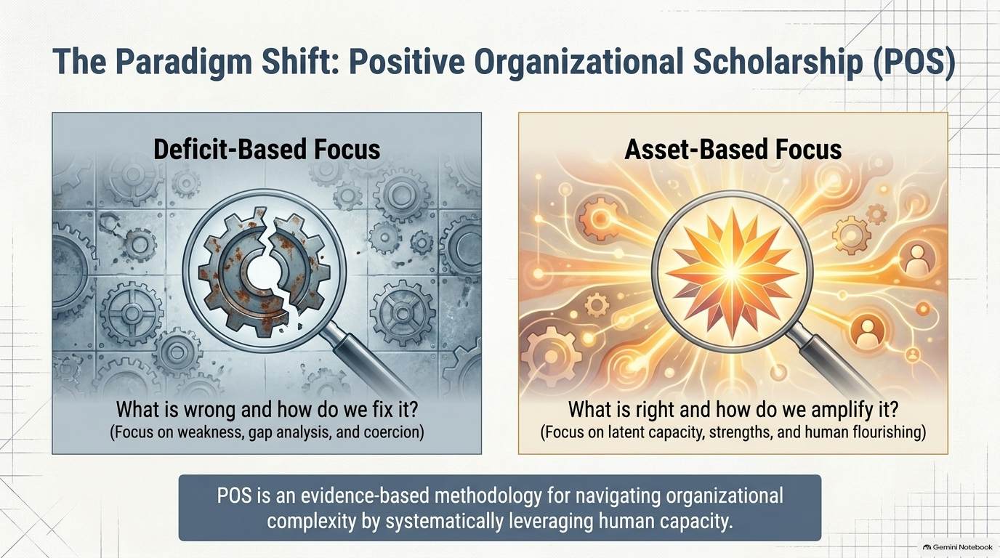 The Paradigm Shift: Positive Organizational Scholarship (POS)
Deficit-Based Focus
What is wrong and how do we fix it?
(Focus on weakness, gap analysis, and coercion)
Asset-Based Focus
What is right and how do we amplify it?
(Focus on latent capacity, strengths, and human flourishing)
POS is an evidence-based methodology for navigating organizational
complexity by systematically leveraging human capacity.
Gemini Notebook